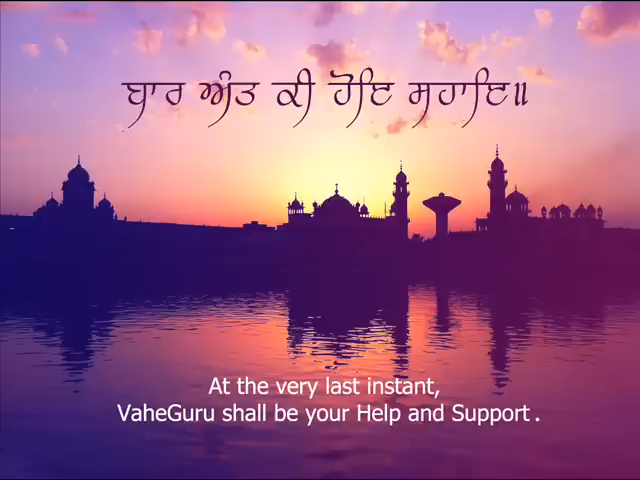 ਬਾਰ ਅੰਤ ਕੀ ਹੋਇ ਸਹਾਇ॥
At the very last instant,
VaheGuru shall be your Help and Support .